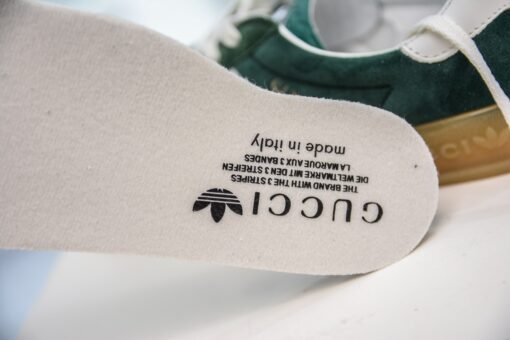 GUCCI
THE BRAND WITH THE 3 STRIPES
DIE WELTMARKE MIT DEN 3 STREIFEN
LA MARQUE AUX 3 BANDES
made in italy
CCI